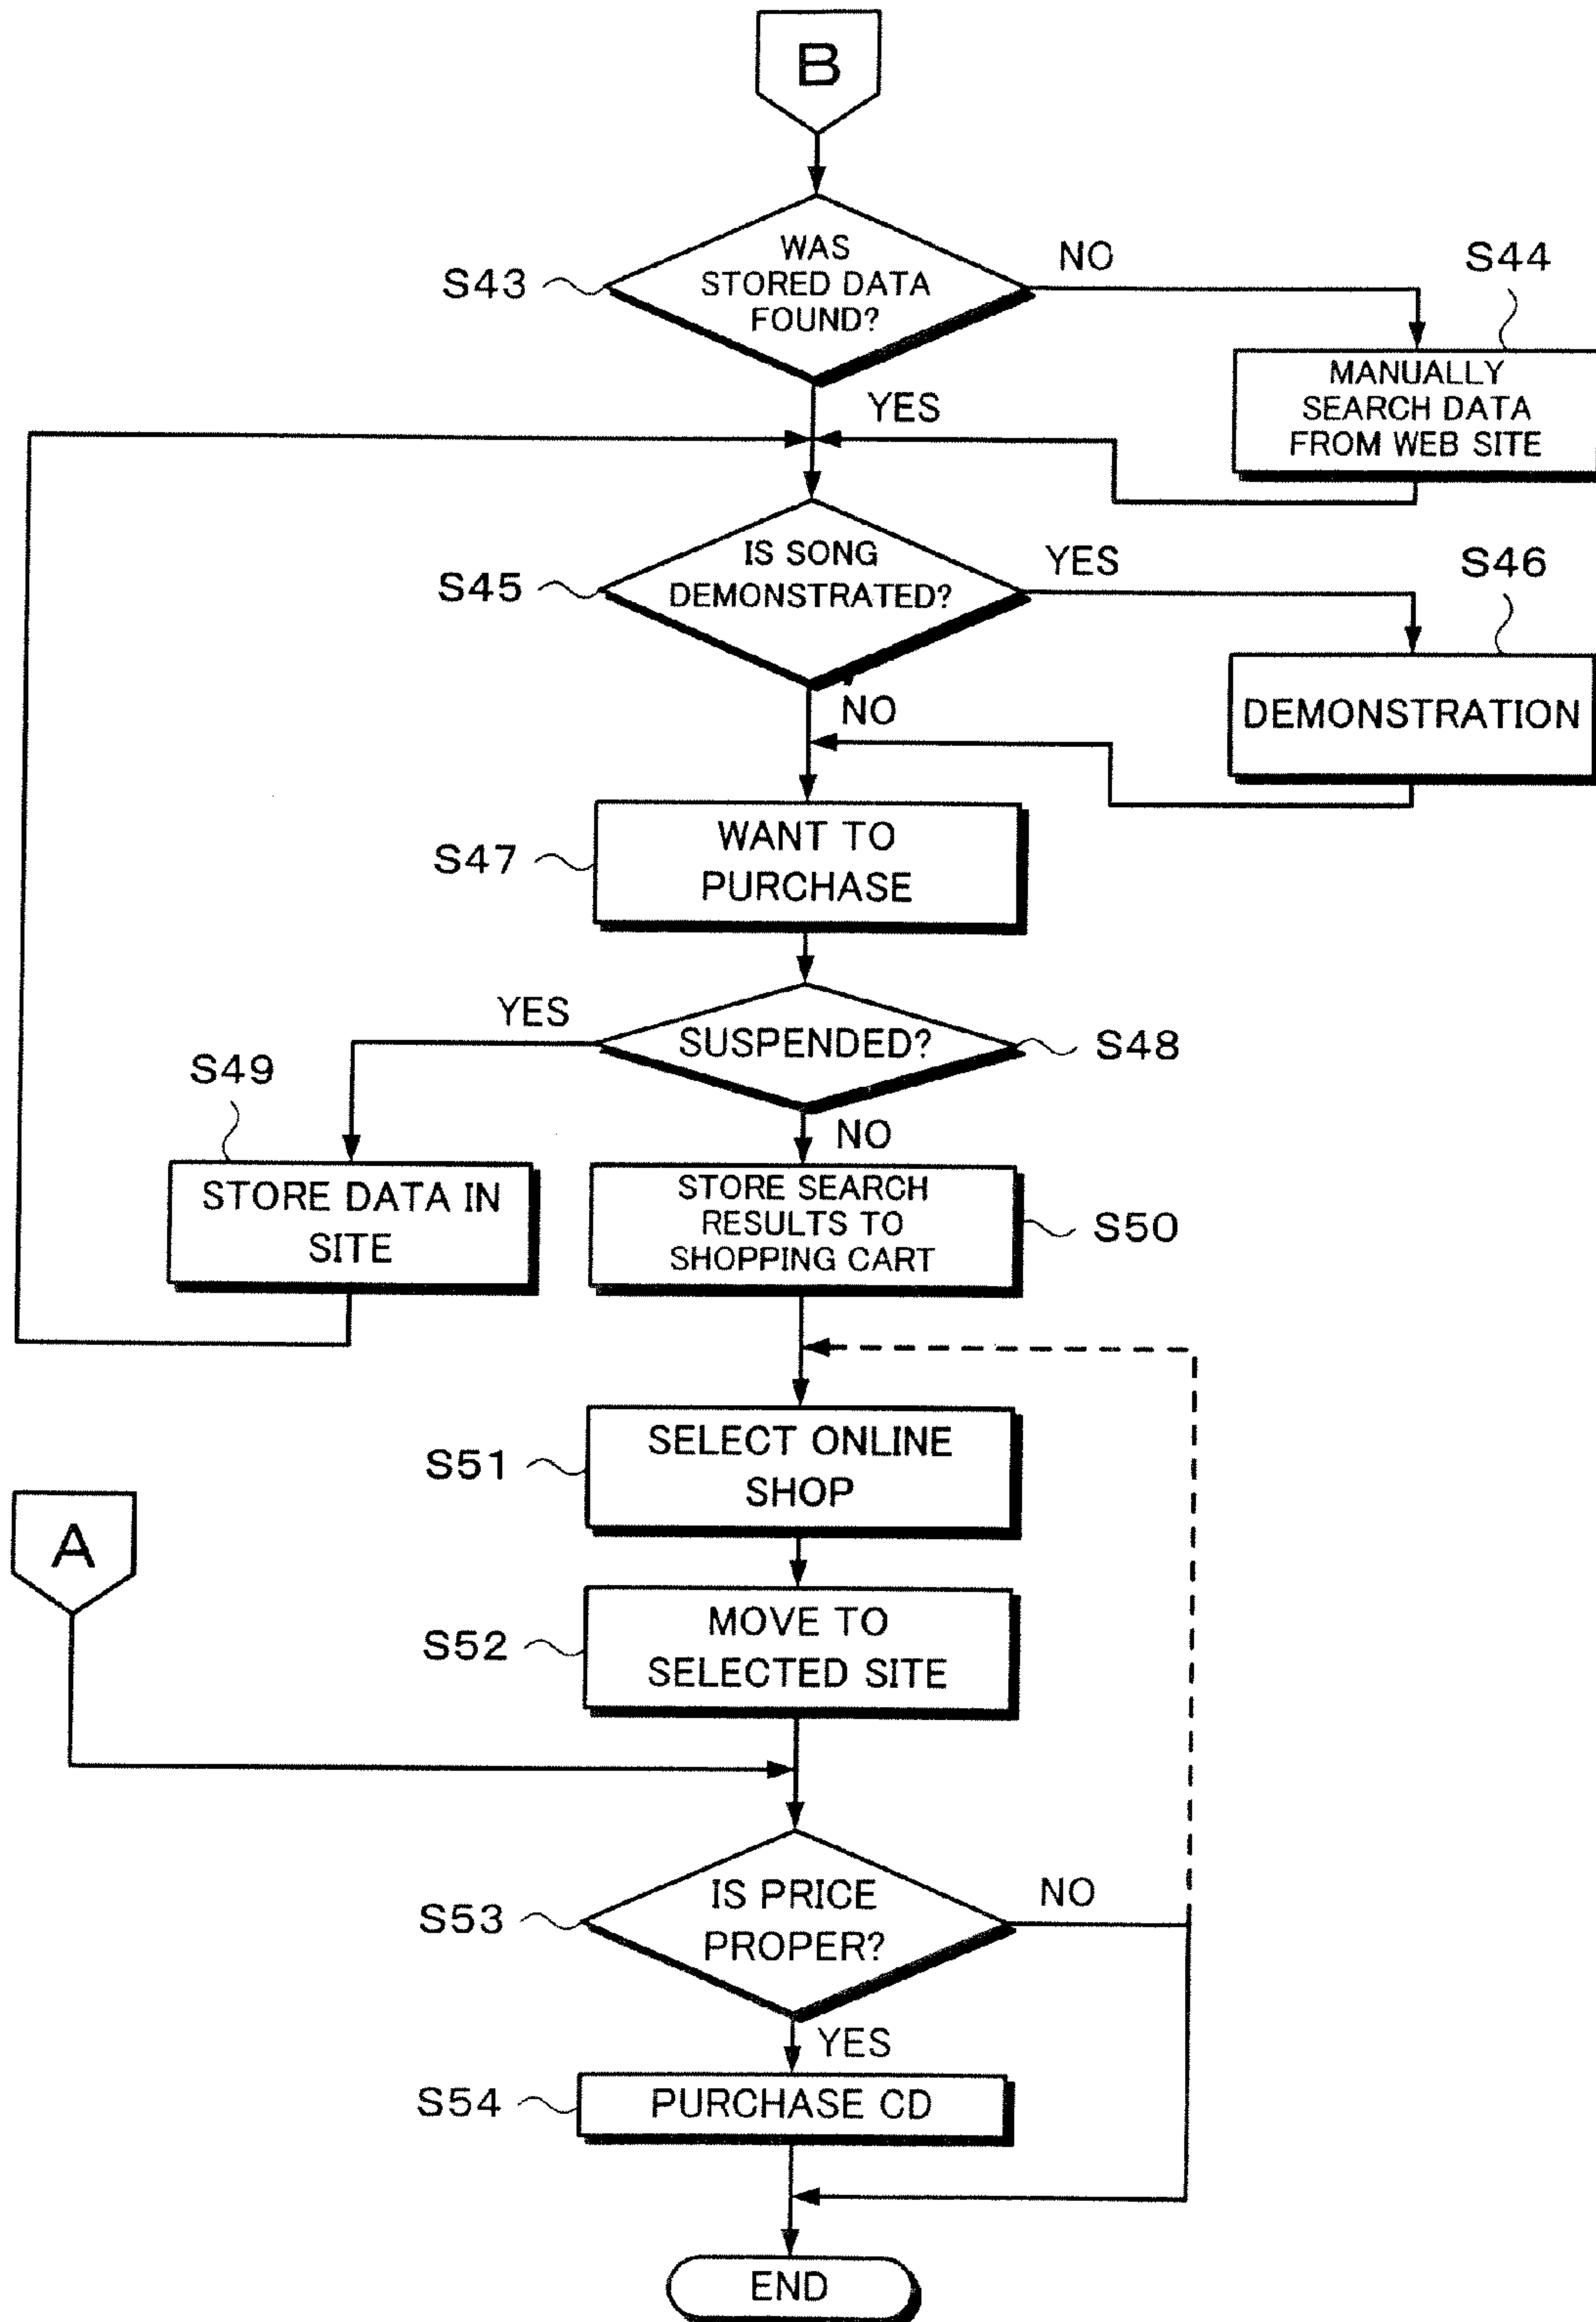 B
S43
WAS
STORED DATA
FOUND?
NO
S44
MANUALLY
SEARCH DATA
FROM WEB SITE
YES
S45
IS SONG
DEMONSTRATED?
YES
S46
DEMONSTRATION
NO
S47
WANT TO
PURCHASE
YES
SUSPENDED?
S48
S49
NO
STORE DATA IN
SITE
STORE SEARCH
RESULTS TO
SHOPPING CART
S50
S51
SELECT ONLINE
SHOP
A
S52
MOVE TO
SELECTED SITE
S53
IS PRICE
PROPER?
NO
YES
S54
PURCHASE CD
END